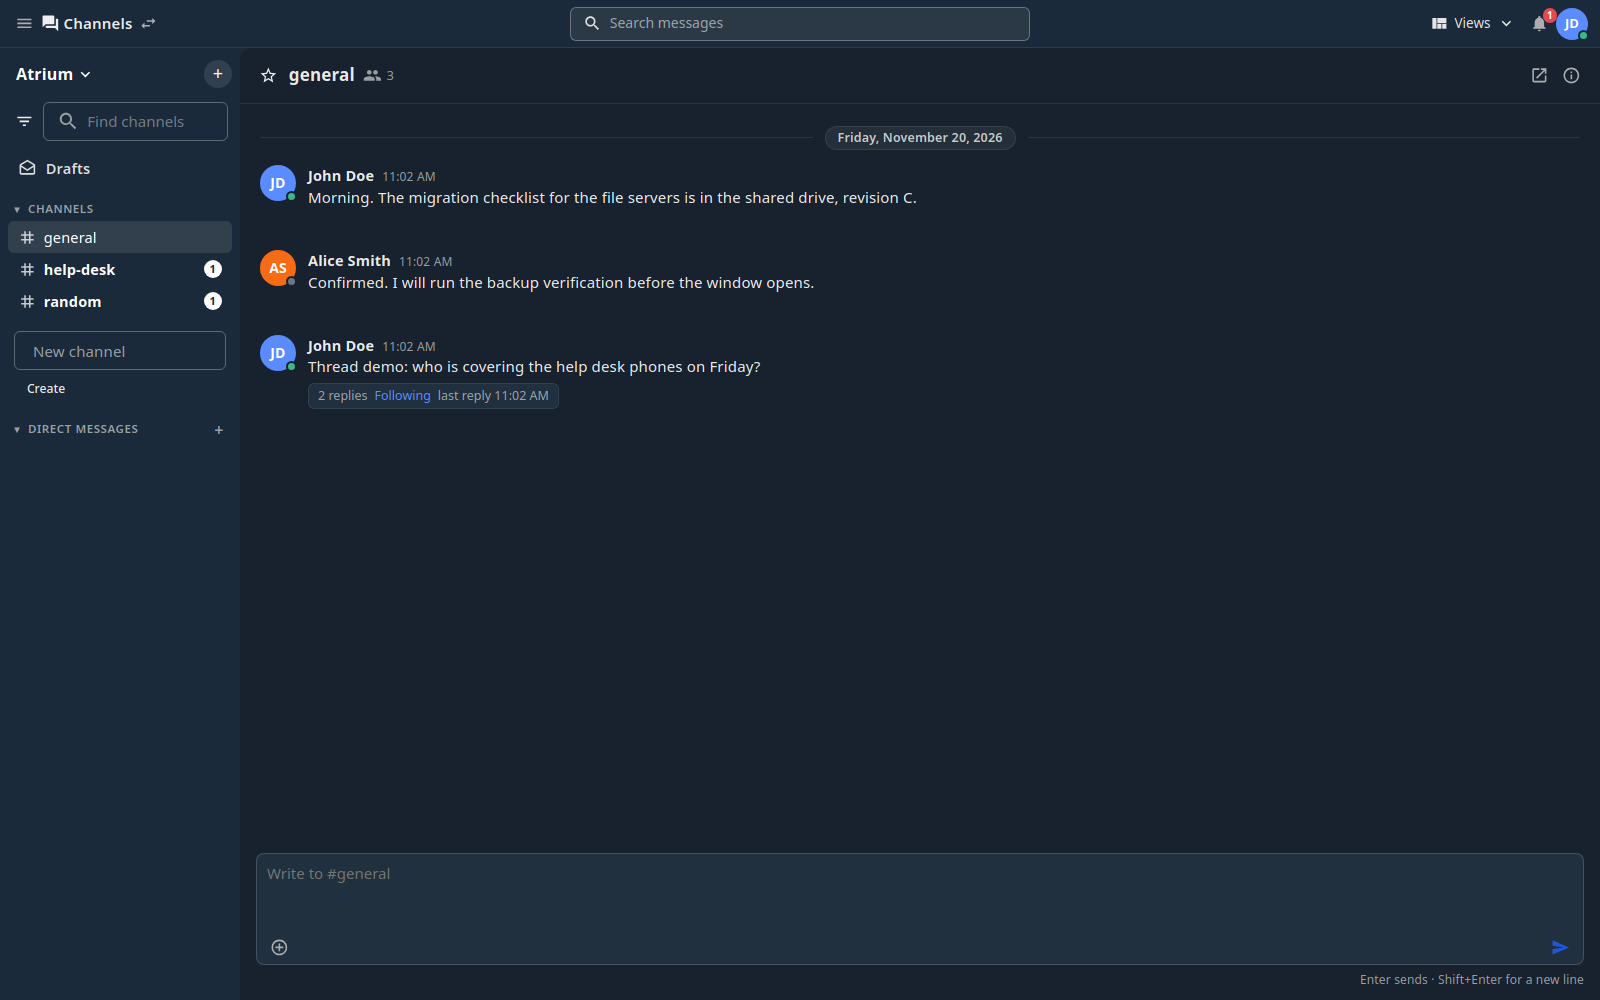 Channels
Search messages
Views
1
JD
Atrium
+
Find channels
Drafts
CHANNELS
general
help-desk 1
random 1
New channel
Create
DIRECT MESSAGES +
general 3
Friday, November 20, 2026
JD
John Doe 11:02 AM
Morning. The migration checklist for the file servers is in the shared drive, revision C.
AS
Alice Smith 11:02 AM
Confirmed. I will run the backup verification before the window opens.
JD
John Doe 11:02 AM
Thread demo: who is covering the help desk phones on Friday?
2 replies Following last reply 11:02 AM
Write to #general
Enter sends · Shift+Enter for a new line